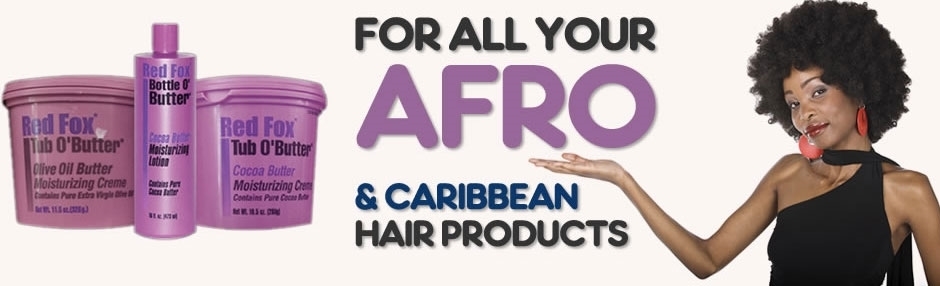 Red Fox
Tub O'Butter
Olive Oil Butter
Moisturizing Creme
Contains Pure Extra Virgin Olive
Red Fox
Bottle O'
Butter
Cocoa Butter
Moisturizing
Lotion
Contains Pure
Cocoa Butter
Red Fox
Tub O'Butter
Cocoa Butter
Moisturizing Creme
Contains Pure Cocoa Butter
FOR ALL YOUR
AFRO
& CARIBBEAN
HAIR PRODUCTS